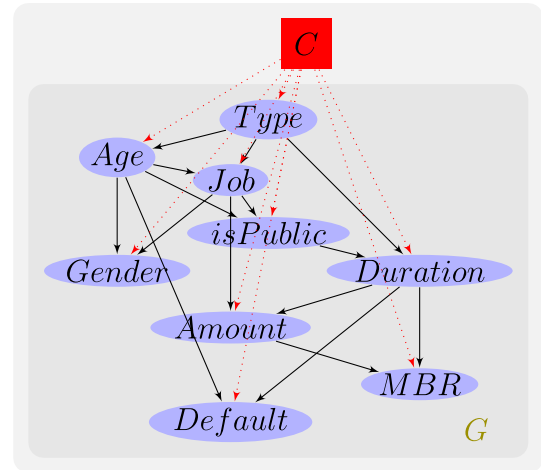 C
Type
Age
Job
isPublic
Gender
Duration
Amount
MBR
Default
G